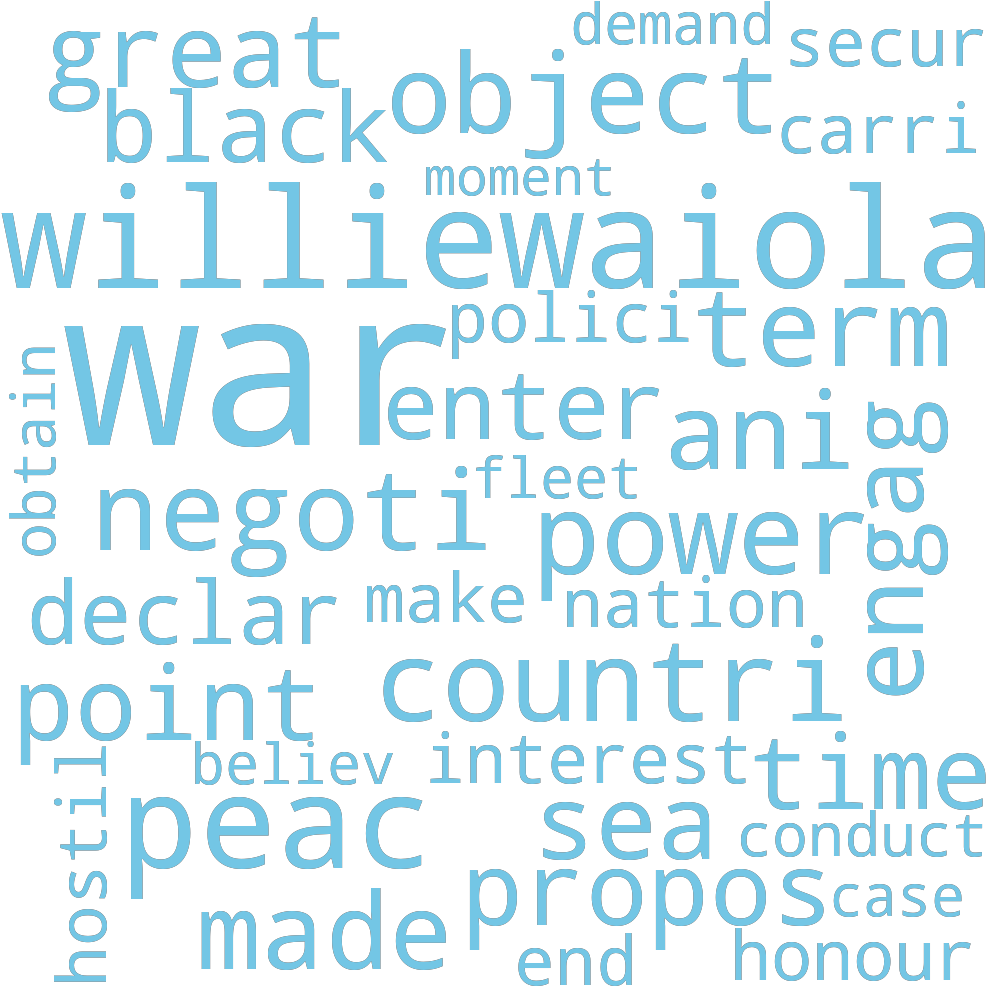 demand
great
secur
object
black
carri
moment
williewaiola
polici
term
war
obtain
enter
ani
engag
negoti
fleet
power
declar
make
nation
countri
point
believ
interest
time
hostil
peac
sea
conduct
propos
case
made
end
honour